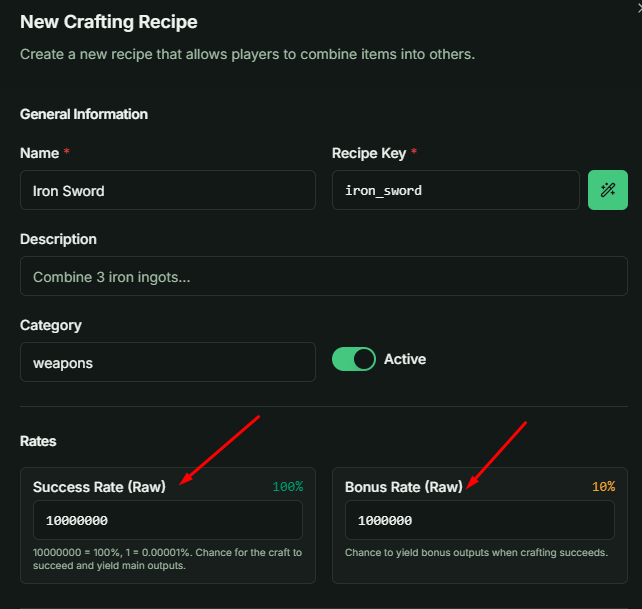 New Crafting Recipe
Create a new recipe that allows players to combine items into others.
General Information
Name *
Recipe Key *
Iron Sword
iron_sword
Description
Combine 3 iron ingots...
Category
weapons
Active
Rates
Success Rate (Raw)
100%
10000000
10000000 = 100%, 1 = 0.00001%. Chance for the craft to
succeed and yield main outputs.
Bonus Rate (Raw)
10%
1000000
Chance to yield bonus outputs when crafting succeeds.